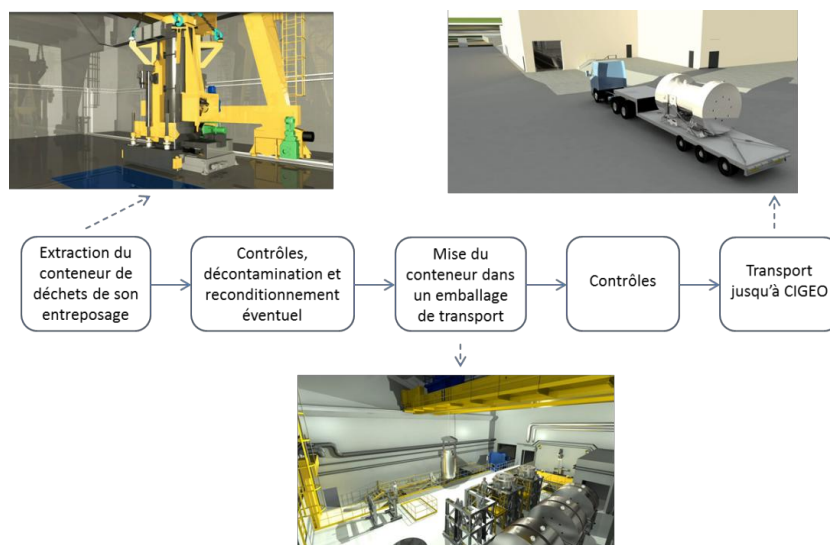 Extraction du
conteneur de
déchets de son
entreposage
Contrôles,
décontamination et
reconditionnement
éventuel
Mise du
conteneur dans
un emballage
de transport
Contrôles
Transport
jusqu'à CIGEO